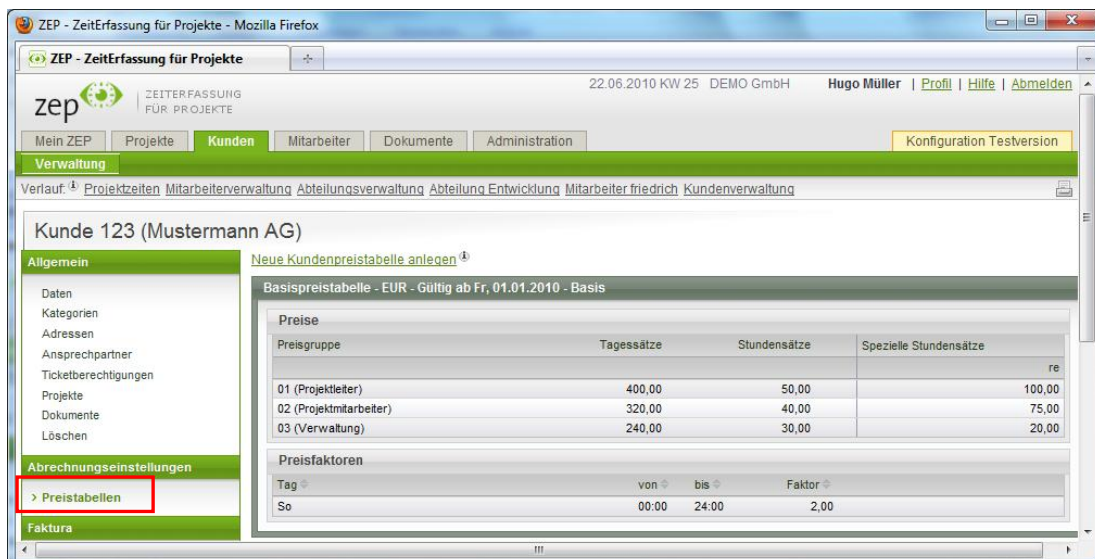 ZEP - ZeitErfassung für Projekte - Mozilla Firefox
ZEP - ZeitErfassung für Projekte
zep ZEITERFASSUNG
FÜR PROJEKTE
22.06.2010 KW 25 DEMO GmbH Hugo Müller | Profil | Hilfe | Abmelden
Mein ZEP Projekte Kunden Mitarbeiter Dokumente Administration Konfiguration Testversion
Verwaltung
Verlauf: Projektzeiten Mitarbeiterverwaltung Abteilungsverwaltung Abteilung Entwicklung Mitarbeiter friedrich Kundenverwaltung
Kunde 123 (Mustermann AG)
Allgemein
Daten
Kategorien
Adressen
Ansprechpartner
Ticketberechtigungen
Projekte
Dokumente
Löschen
Abrechnungseinstellungen
> Preistabellen
Faktura
Neue Kundenpreistabelle anlegen
Basispreistabelle - EUR - Gültig ab Fr, 01.01.2010 - Basis
Preise
Preisgruppe Tagessätze Stundensätze Spezielle Stundensätze
re
01 (Projektleiter) 400,00 50,00 100,00
02 (Projektmitarbeiter) 320,00 40,00 75,00
03 (Verwaltung) 240,00 30,00 20,00
Preisfaktoren
Tag von bis Faktor
So 00:00 24:00 2,00